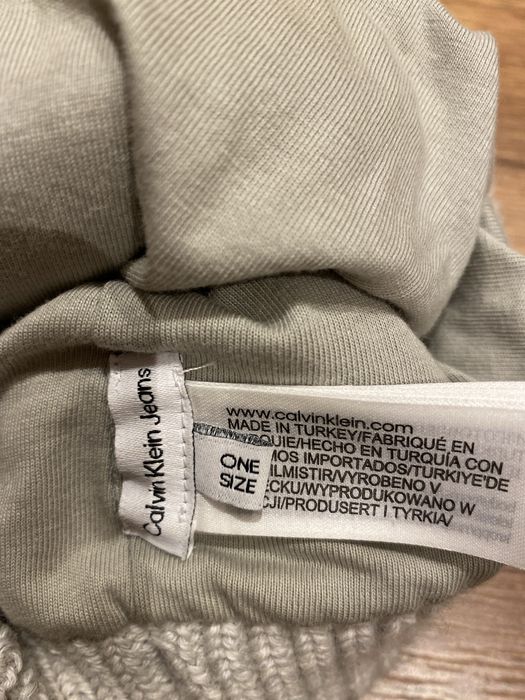 Calvin Klein Jeans
www.calvinklein.com
MADE IN TURKEY/FABRIQUÉ EN
QUIE/HECHO EN TURQUÍA CON
MOS IMPORTADOS/TÜRKIYE'DE
ILMISTIR/VYROBENO V
ECKU/WYPRODUKOWANO W
CJI/PRODUSERT I TYRKIA/
ONE
SIZE